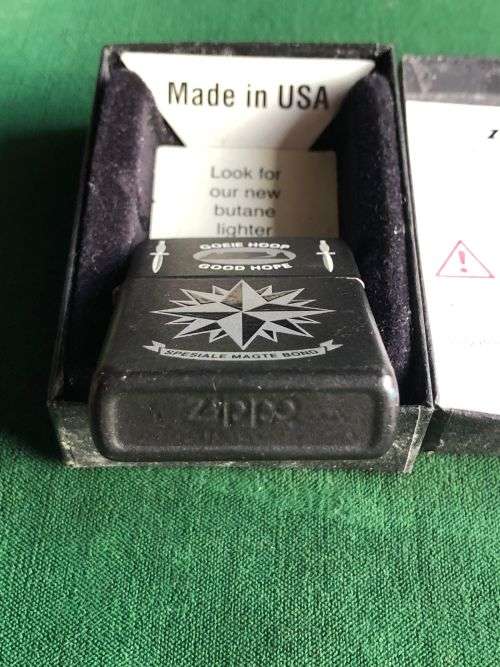 Made in USA
Look for
our new
butane
lighter
GOEIE HOOP
GOOD HOPE
SPESIALE MAGTE BOND
Zippo
I